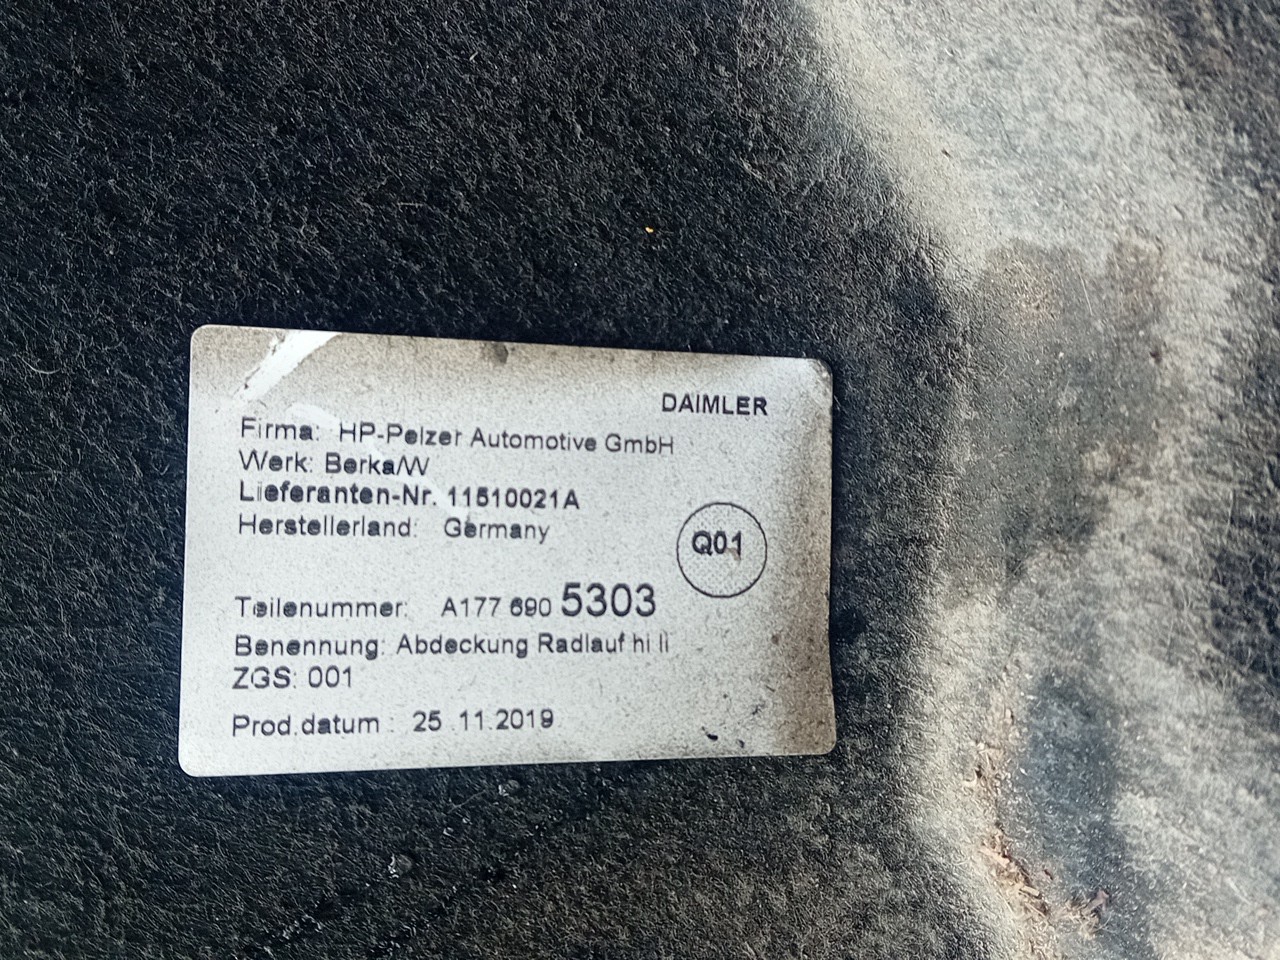 DAIMLER
Firma: HP-Pelzer Automotive GmbH
Werk: Berka/W
Lieferanten-Nr. 11510021A
Herstellerland: Germany
Q01
Teilenummer: A177 690 5303
Benennung: Abdeckung Radlauf hi li
ZGS: 001
Prod.datum : 25 .11.2019